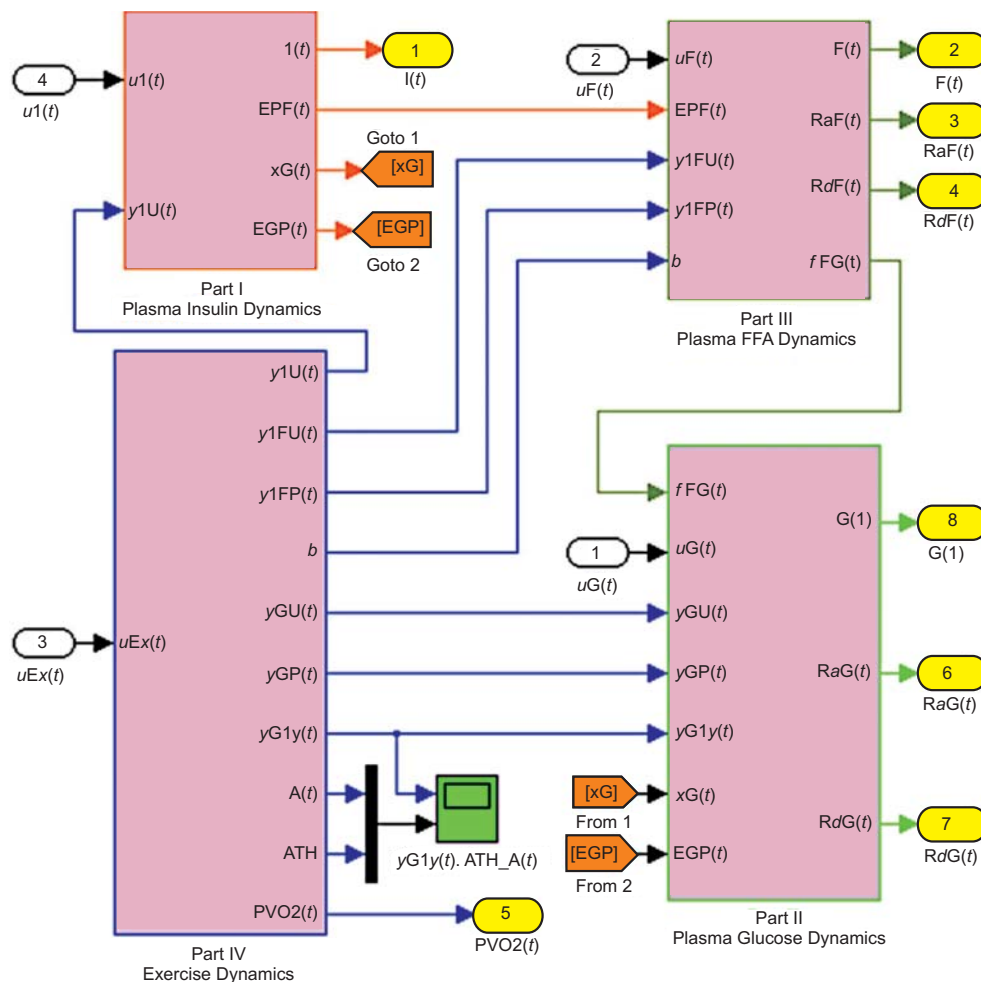 4
u1(t)
u1(t)
y1U(t)
1(t)
EPF(t)
xG(t)
EGP(t)
1
I(t)
Goto 1
[xG]
[EGP]
Goto 2
Part I
Plasma Insulin Dynamics
2
uF(t)
uF(t)
EPF(t)
y1FU(t)
y1FP(t)
b
F(t)
RaF(t)
RdF(t)
f FG(t)
2
F(t)
3
RaF(t)
4
RdF(t)
Part III
Plasma FFA Dynamics
3
uEx(t)
uEx(t)
y1U(t)
y1FU(t)
y1FP(t)
b
yGU(t)
yGP(t)
yG1y(t)
A(t)
ATH
PVO2(t)
yG1y(t). ATH_A(t)
5
PVO2(t)
Part IV
Exercise Dynamics
1
uG(t)
[xG]
From 1
[EGP]
From 2
f FG(t)
uG(t)
yGU(t)
yGP(t)
yG1y(t)
xG(t)
EGP(t)
G(1)
RaG(t)
RdG(t)
8
G(1)
6
RaG(t)
7
RdG(t)
Part II
Plasma Glucose Dynamics